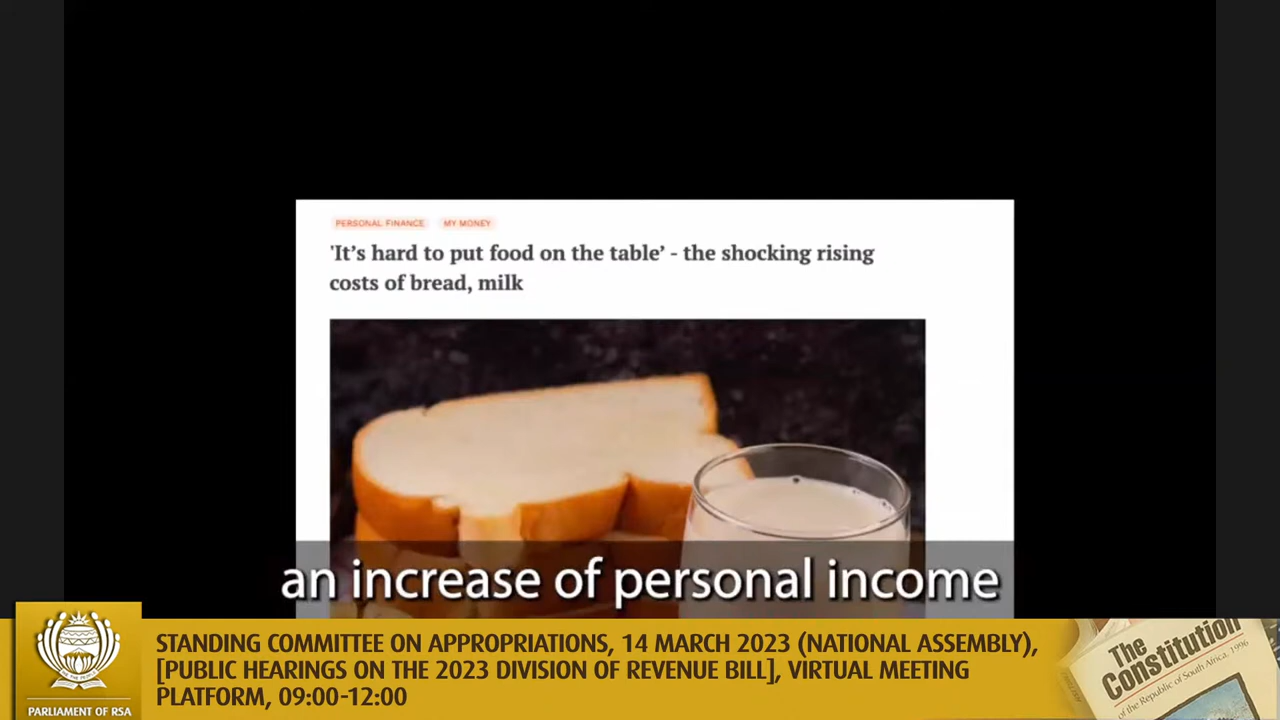 PERSONAL FINANCE MY MONEY
'It’s hard to put food on the table’ - the shocking rising
costs of bread, milk
an increase of personal income
STANDING COMMITTEE ON APPROPRIATIONS, 14 MARCH 2023 (NATIONAL ASSEMBLY),
[PUBLIC HEARINGS ON THE 2023 DIVISION OF REVENUE BILL], VIRTUAL MEETING
PLATFORM, 09:00-12:00
PARLIAMENT OF RSA
The
Constitution
of the Republic of South Africa, 1996